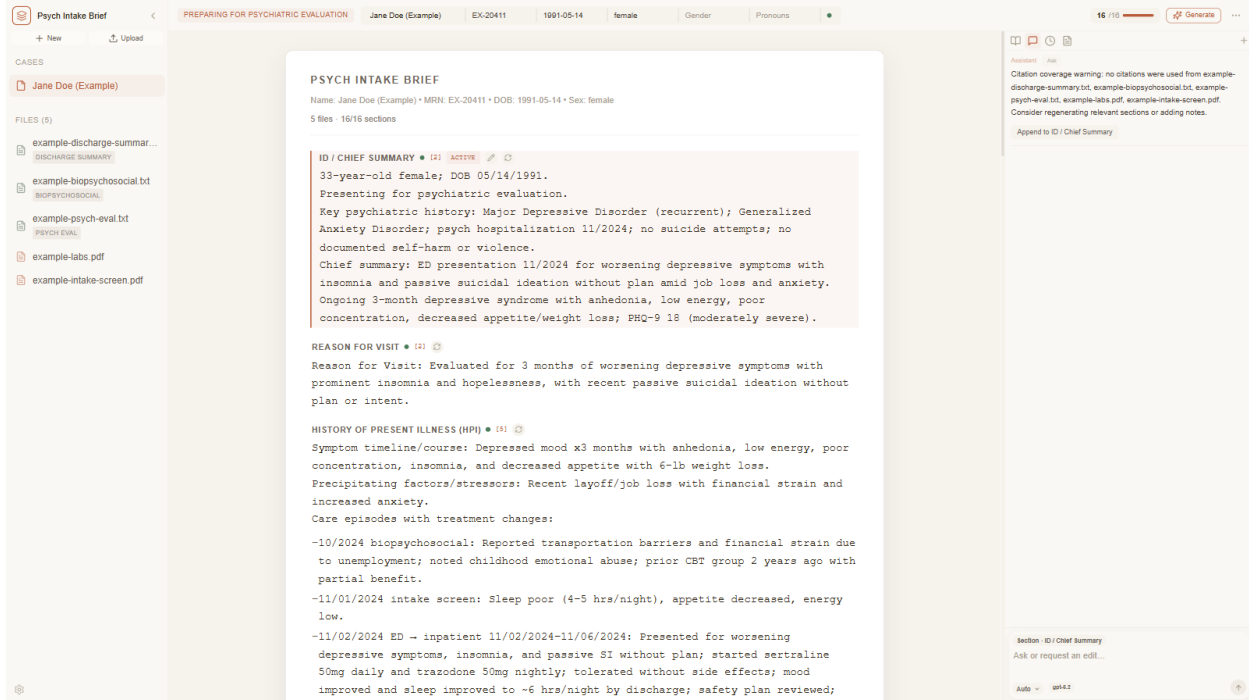 Psych Intake Brief
PREPARING FOR PSYCHIATRIC EVALUATION
Jane Doe (Example)
EX-20411
1991-05-14
female
Gender
Pronouns
16 /16
Generate
New
Upload
CASES
Jane Doe (Example)
FILES (5)
example-discharge-summar...
DISCHARGE SUMMARY
example-biopsychosocial.txt
BIOPSYCHOSOCIAL
example-psych-eval.txt
PSYCH EVAL
example-labs.pdf
example-intake-screen.pdf
PSYCH INTAKE BRIEF
Name: Jane Doe (Example) • MRN: EX-20411 • DOB: 1991-05-14 • Sex: female
5 files · 16/16 sections
ID / CHIEF SUMMARY
ACTIVE
33-year-old female; DOB 05/14/1991.
Presenting for psychiatric evaluation.
Key psychiatric history: Major Depressive Disorder (recurrent); Generalized
Anxiety Disorder; psych hospitalization 11/2024; no suicide attempts; no
documented self-harm or violence.
Chief summary: ED presentation 11/2024 for worsening depressive symptoms with
insomnia and passive suicidal ideation without plan amid job loss and anxiety.
Ongoing 3-month depressive syndrome with anhedonia, low energy, poor
concentration, decreased appetite/weight loss; PHQ-9 18 (moderately severe).
REASON FOR VISIT
Reason for Visit: Evaluated for 3 months of worsening depressive symptoms with
prominent insomnia and hopelessness, with recent passive suicidal ideation without
plan or intent.
HISTORY OF PRESENT ILLNESS (HPI) [5]
Symptom timeline/course: Depressed mood x3 months with anhedonia, low energy, poor
concentration, insomnia, and decreased appetite with 6-lb weight loss.
Precipitating factors/stressors: Recent layoff/job loss with financial strain and
increased anxiety.
Care episodes with treatment changes:
–10/2024 biopsychosocial: Reported transportation barriers and financial strain due
to unemployment; noted childhood emotional abuse; prior CBT group 2 years ago with
partial benefit.
–11/01/2024 intake screen: Sleep poor (4–5 hrs/night), appetite decreased, energy
low.
–11/02/2024 ED → inpatient 11/02/2024–11/06/2024: Presented for worsening
depressive symptoms, insomnia, and passive SI without plan; started sertraline
50mg daily and trazodone 50mg nightly; tolerated without side effects; mood
improved and sleep improved to ~6 hrs/night by discharge; safety plan reviewed;
Assistant
Ask
Citation coverage warning: no citations were used from example-
discharge-summary.txt, example-biopsychosocial.txt, example-
psych-eval.txt, example-labs.pdf, example-intake-screen.pdf.
Consider regenerating relevant sections or adding notes.
Append to ID / Chief Summary
Section · ID / Chief Summary
Ask or request an edit...
Auto